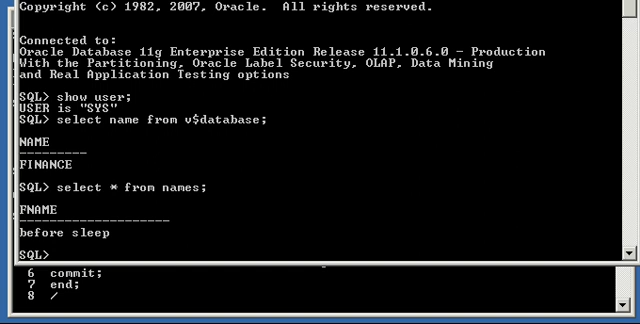 Copyright (c) 1982, 2007, Oracle.  All rights reserved.
Connected to:
Oracle Database 11g Enterprise Edition Release 11.1.0.6.0 - Production
With the Partitioning, Oracle Label Security, OLAP, Data Mining
and Real Application Testing options
SQL> show user;
USER is "SYS"
SQL> select name from v$database;
NAME
---------
FINANCE
SQL> select * from names;
FNAME
--------------------
before sleep
SQL>
6  commit;
7  end;
8  /